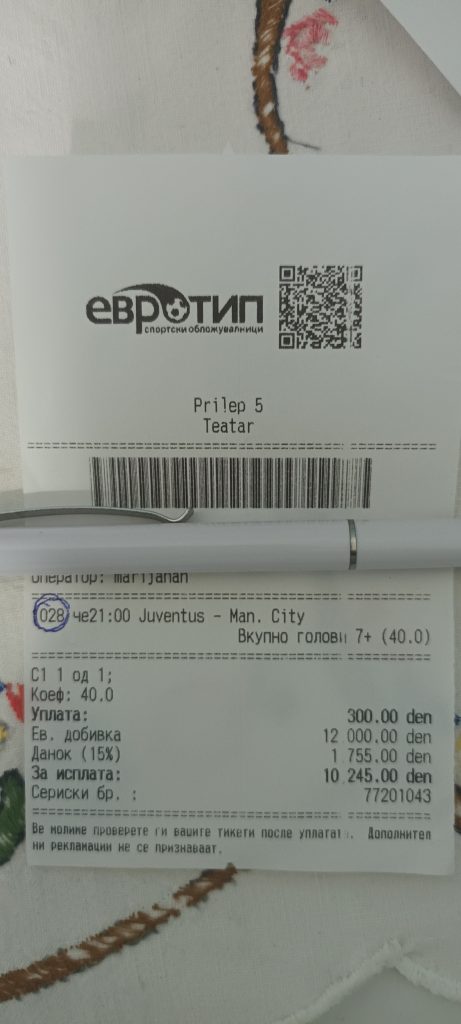 евротип
спортски обложувалници
Prilep 5
Teatar
оператор: marijanah
028 че21:00 Juventus - Man. City
Вкупно голови 7+ (40.0)
С1 1 од 1;
Коеф: 40.0
Уплата: 300.00 den
Ев. добивка 12 000.00 den
Данок (15%) 1 755.00 den
За исплата: 10 245.00 den
Сериски бр. : 77201043
Ве молиме проверете ги вашите тикети после уплата. Дополнител
ни рекламации не се признаваат.